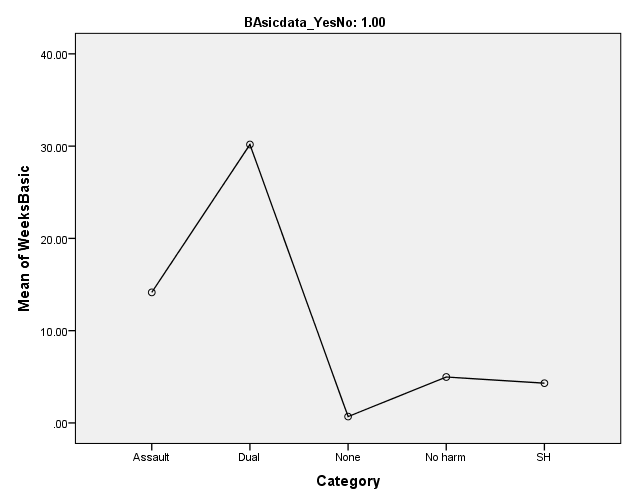 BAsicdata_YesNo: 1.00
40.00
30.00
20.00
10.00
.00
Mean of WeeksBasic
Assault
Dual
None
No harm
SH
Category